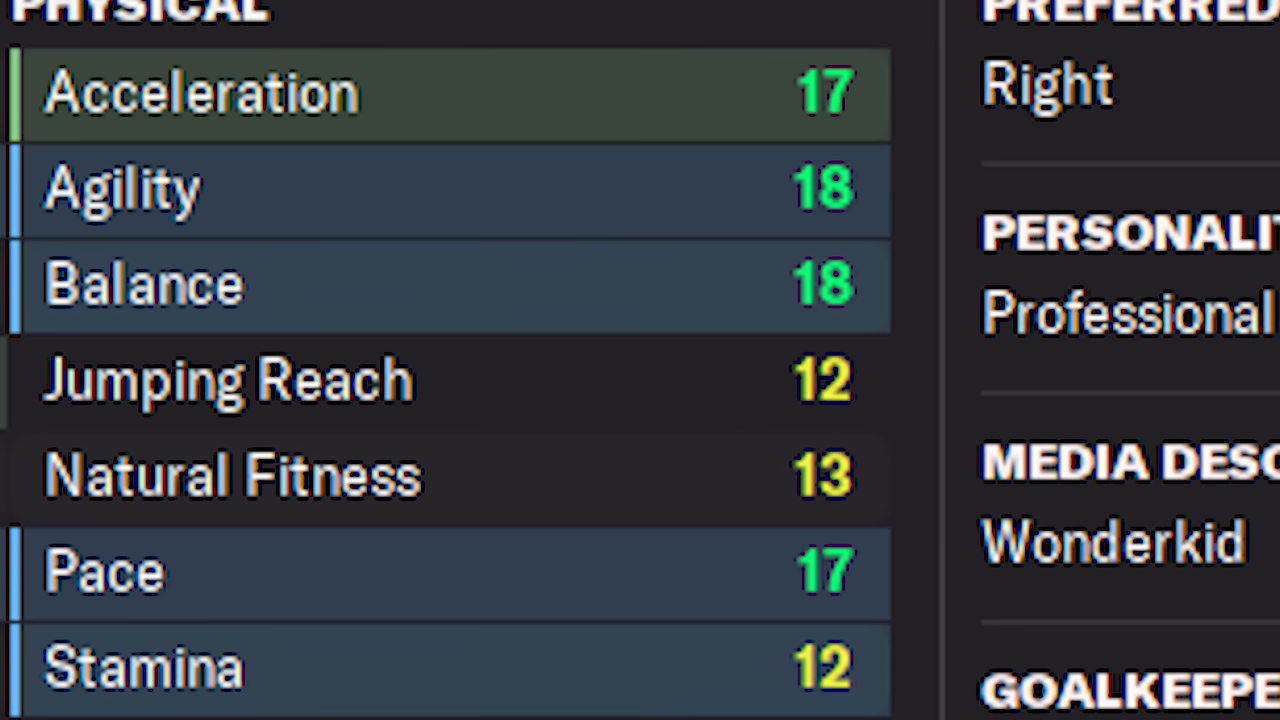 PHYSICAL
Acceleration 17
Agility 18
Balance 18
Jumping Reach 12
Natural Fitness 13
Pace 17
Stamina 12
PREFERRED
Right
PERSONALIT
Professional
MEDIA DESC
Wonderkid
GOALKEEPE